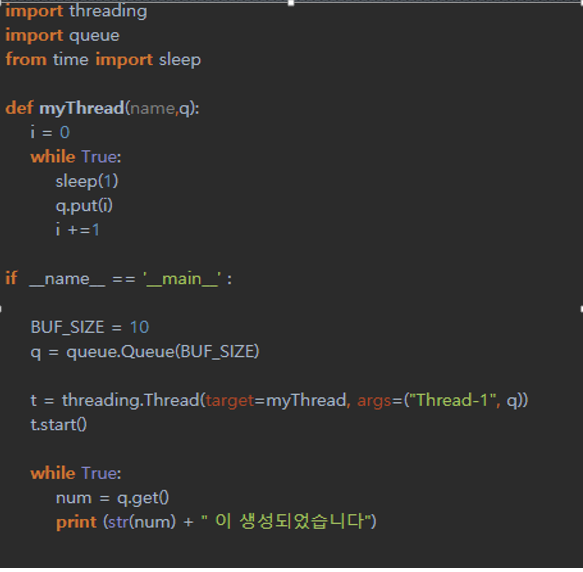 import threading
import queue
from time import sleep

def myThread(name,q):
    i = 0
    while True:
        sleep(1)
        q.put(i)
        i +=1

if __name__ == '__main__' :

    BUF_SIZE = 10
    q = queue.Queue(BUF_SIZE)

    t = threading.Thread(target=myThread, args=("Thread-1", q))
    t.start()

    while True:
        num = q.get()
        print (str(num) + " 이 생성되었습니다")